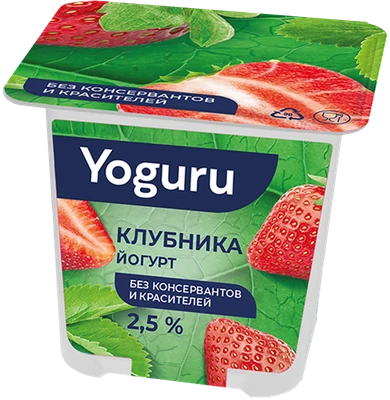 БЕЗ КОНСЕРВАНТОВ
И КРАСИТЕЛЕЙ
Yoguru
КЛУБНИКА
ЙОГУРТ
БЕЗ КОНСЕРВАНТОВ
И КРАСИТЕЛЕЙ
2,5 %